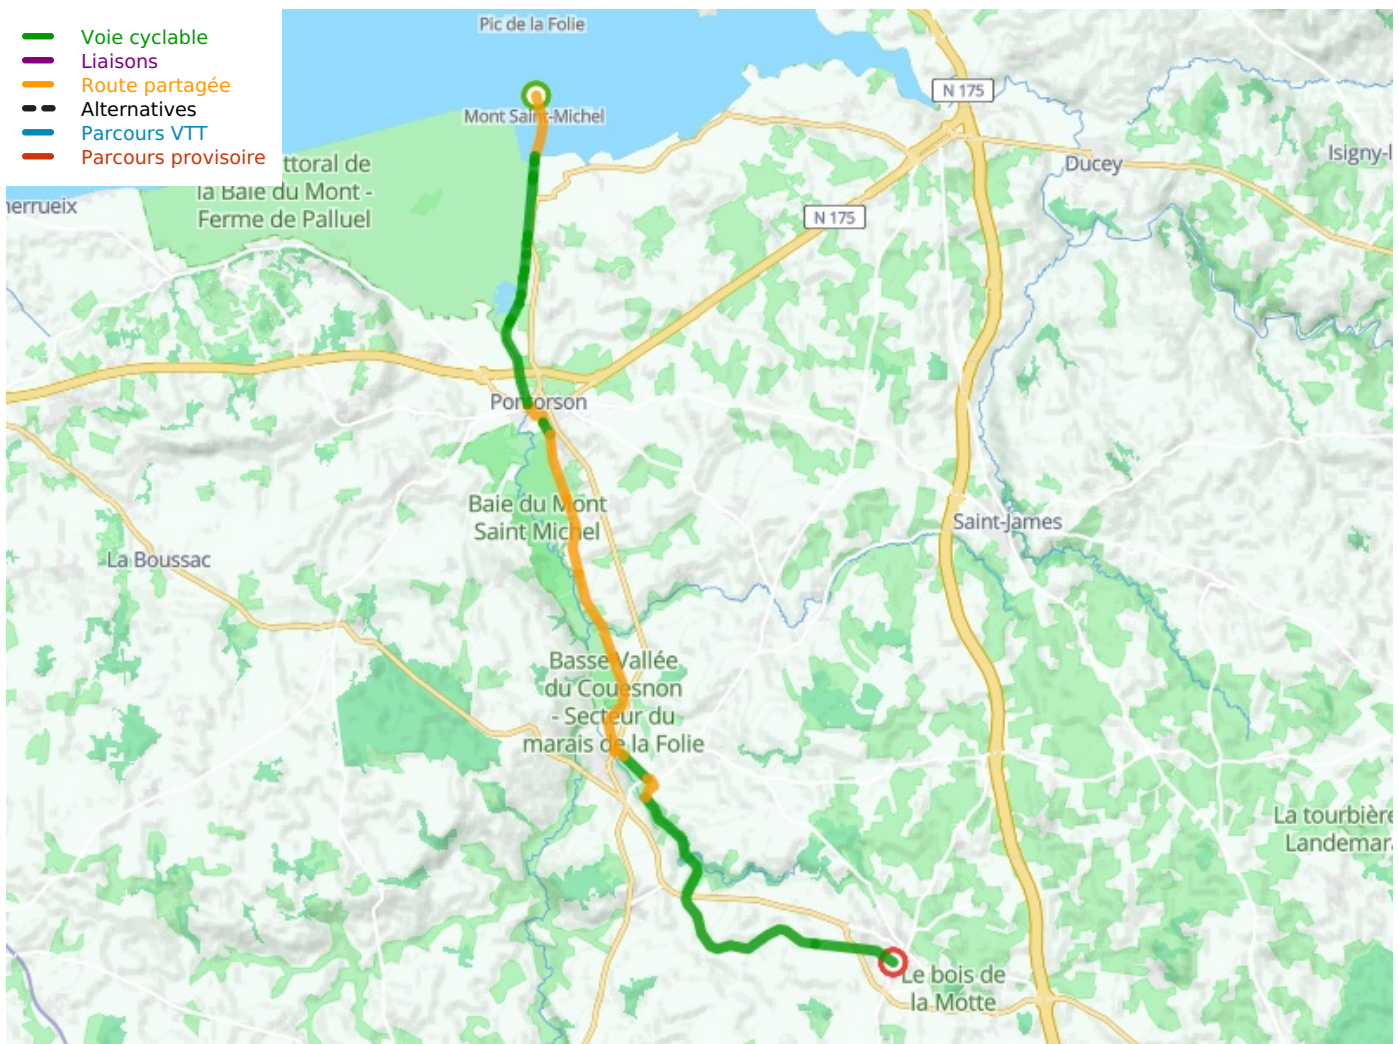 Voie cyclable
Liaisons
Route partagée
Alternatives
Parcours VTT
Parcours provisoire
Pic de la Folie
N 175
Mont Saint-Michel
Ducey
ttoral de
la Baie du Mont -
Ferme de Palluel
N 175
Pontorson
Baie du Mont
Saint Michel
Saint-James
La Boussac
Basse Vallée
du Couesnon
- Secteur du
marais de la Folie
La tourbière
Le bois de
la Motte